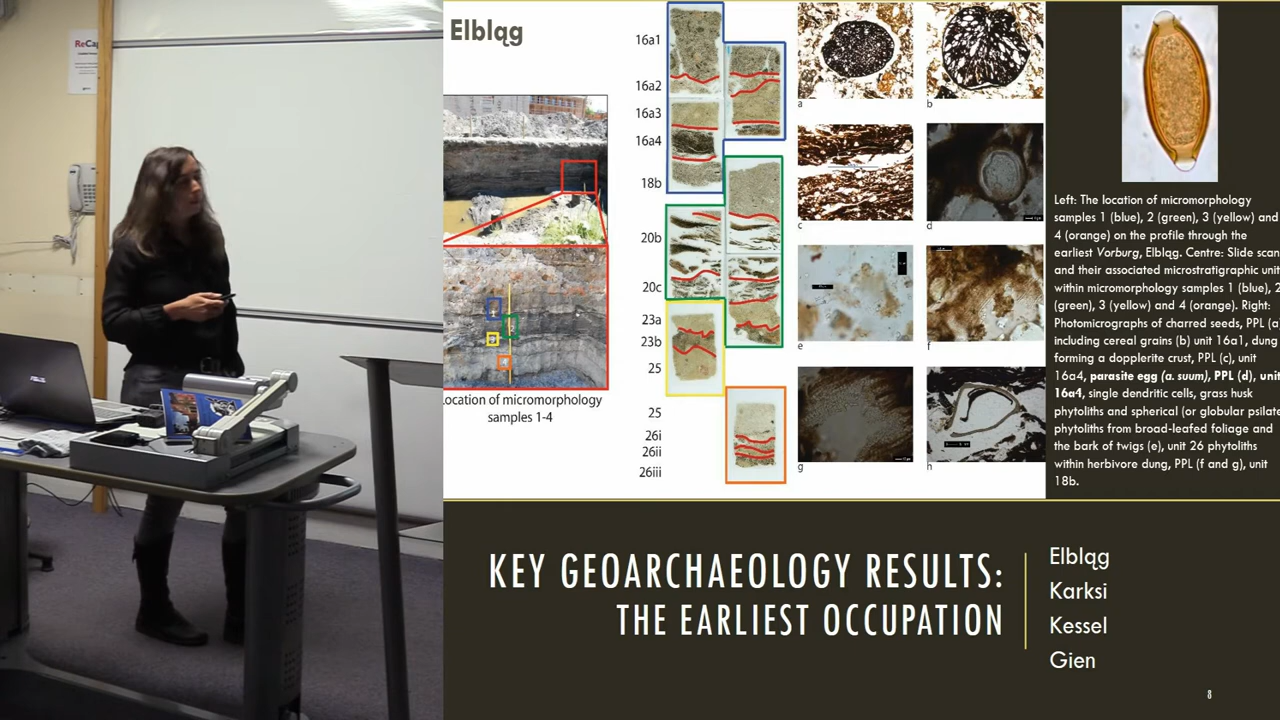 ReCap
Elbląg
16a1
16a2
16a3
16a4
18b
20b
20c
23a
23b
25
25
26i
26ii
26iii
ocation of micromorphology
samples 1-4
a
b
c
d
e
f
g
h
Left: The location of micromorphology
samples 1 (blue), 2 (green), 3 (yellow) and
4 (orange) on the profile through the
earliest Vorburg, Elbląg. Centre: Slide scan
and their associated microstratigraphic unit
within micromorphology samples 1 (blue), 2
(green), 3 (yellow) and 4 (orange). Right:
Photomicrographs of charred seeds, PPL (a
including cereal grains (b) unit 16a1, dung
forming a dopplerite crust, PPL (c), unit
16a4, parasite egg (a. suum), PPL (d), unit
16a4, single dendritic cells, grass husk
phytoliths and spherical (or globular psilate
phytoliths from broad-leafed foliage and
the bark of twigs (e), unit 26 phytoliths
within herbivore dung, PPL (f and g), unit
18b.
KEY GEOARCHAEOLOGY RESULTS:
THE EARLIEST OCCUPATION
Elbląg
Karksi
Kessel
Gien
8